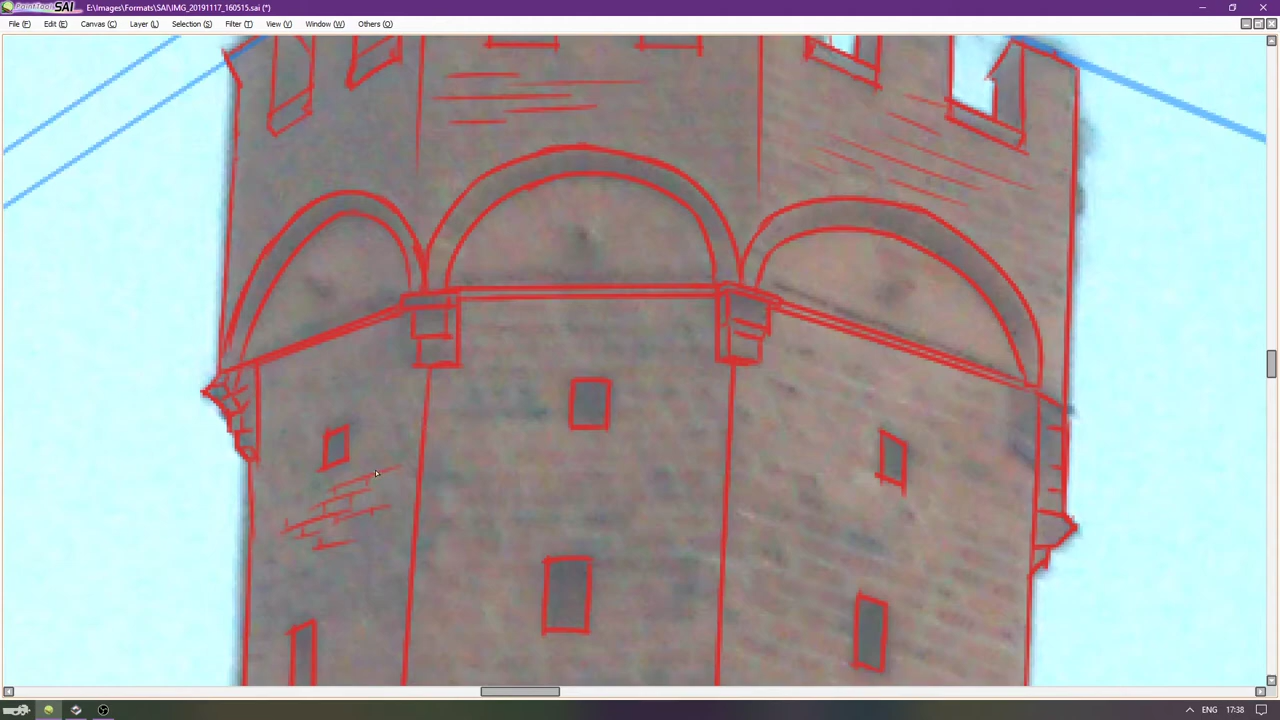 PaintTool SAI E:\Images\Formats\SAI\IMG_20191117_160515.sai (*)
File (F) Edit (E) Canvas (C) Layer (L) Selection (S) Filter (T) View (V) Window (W) Others (O)
ENG 17:38